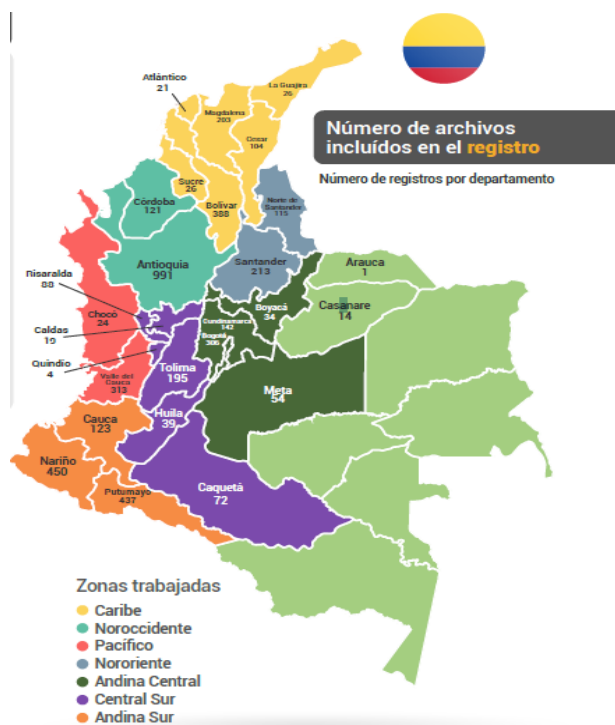 Número de archivos
incluídos en el registro
Número de registros por departamento
Atlántico
21
La Guajira
26
Magdalena
203
Cesar
104
Sucre
26
Bolívar
388
Córdoba
121
Norte de
Santander
115
Antioquia
991
Santander
213
Arauca
1
Risaralda
88
Boyacá
34
Casanare
14
Chocó
24
Cundinamarca
142
Bogotá
Caldas
19
Quindío
4
Tolima
195
Valle del
Cauca
313
Meta
54
Huila
39
Cauca
123
Nariño
450
Putumayo
437
Caquetá
72
Zonas trabajadas
Caribe
Noroccidente
Pacífico
Nororiente
Andina Central
Central Sur
Andina Sur